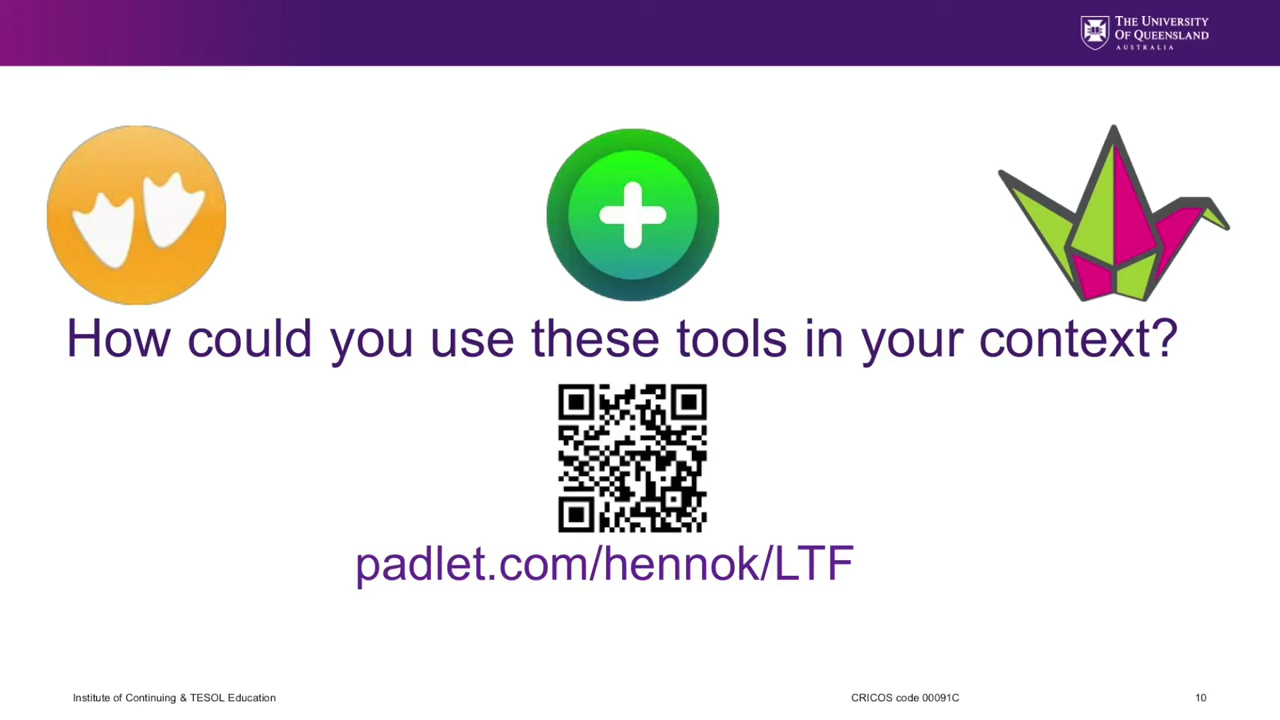 THE UNIVERSITY
OF QUEENSLAND
AUSTRALIA
How could you use these tools in your context?
padlet.com/hennok/LTF
Institute of Continuing & TESOL Education
CRICOS code 00091C
10